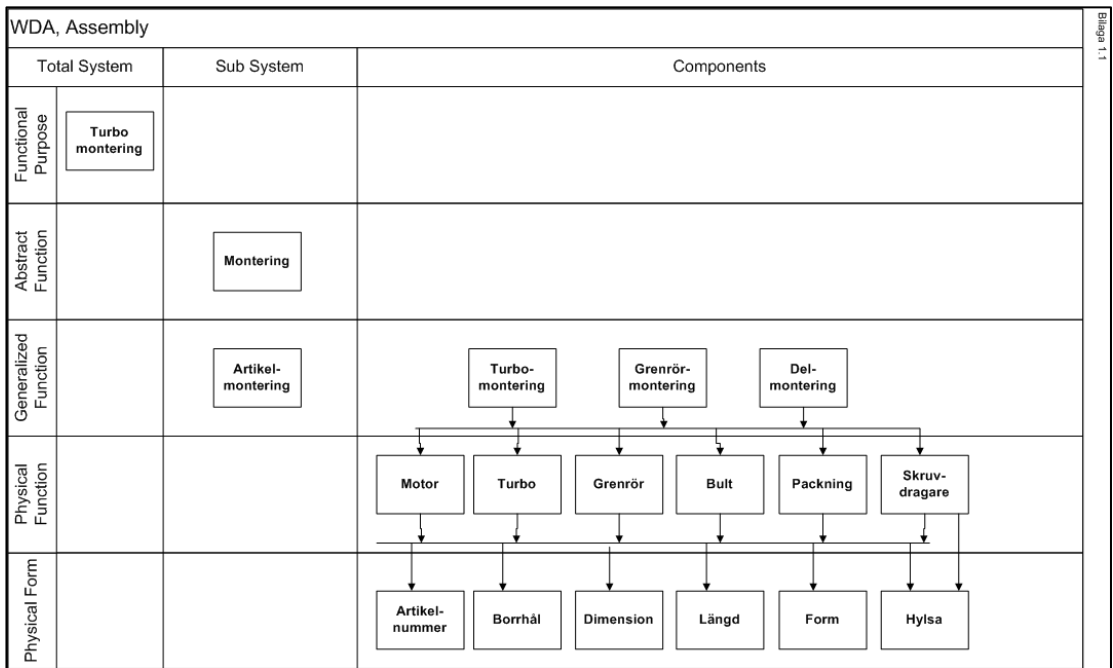 WDA, Assembly
Bilaga 1.1
Total System
Sub System
Components
Functional
Purpose
Turbo
montering
Abstract
Function
Montering
Generalized
Function
Artikel-
montering
Turbo-
montering
Grenrör-
montering
Del-
montering
Physical
Function
Motor
Turbo
Grenrör
Bult
Packning
Skruv-
dragare
Physical Form
Artikel-
nummer
Borrhål
Dimension
Längd
Form
Hylsa